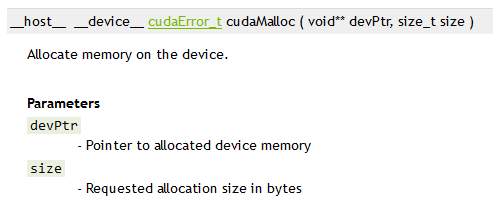 __host__ __device__ cudaError_t cudaMalloc ( void** devPtr, size_t size )
Allocate memory on the device.
Parameters
devPtr
- Pointer to allocated device memory
size
- Requested allocation size in bytes